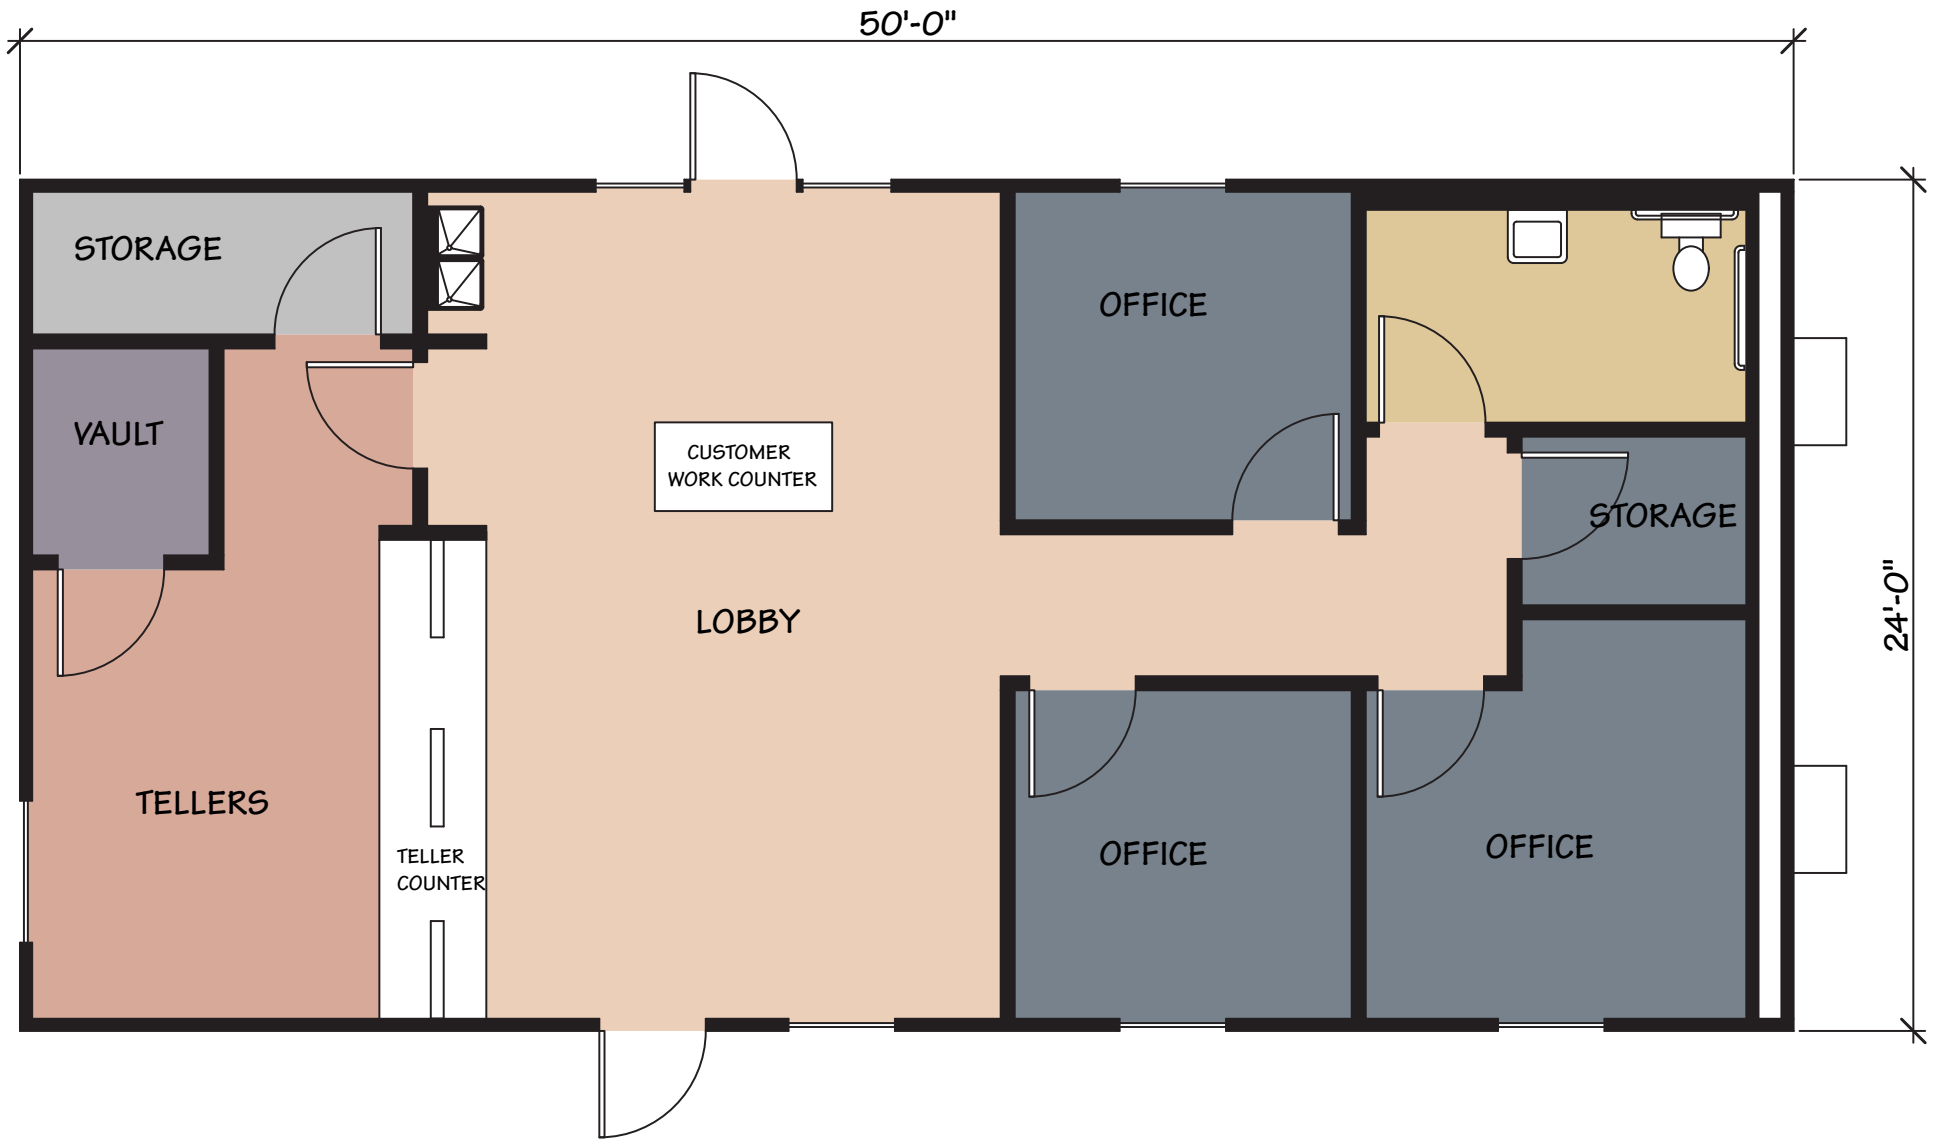 50'-0"
STORAGE
OFFICE
VAULT
CUSTOMER
WORK COUNTER
STORAGE
LOBBY
24'-0"
TELLERS
TELLER
COUNTER
OFFICE
OFFICE